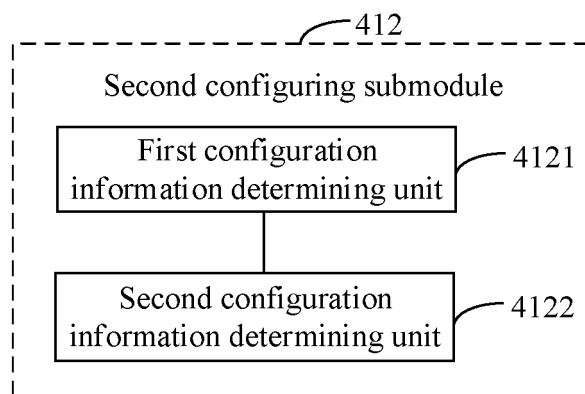 412
Second configuring submodule
First configuration
information determining unit
4121
Second configuration
information determining unit
4122